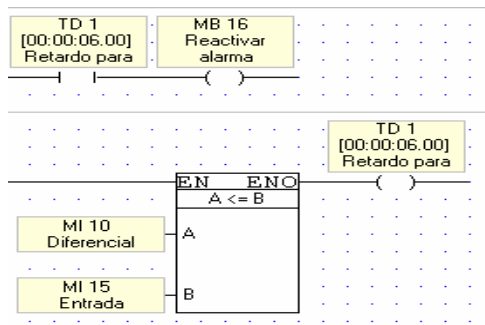 TD 1
[00:00:06.00]
Retardo para
MB 16
Reactivar
alarma
TD 1
[00:00:06.00]
Retardo para
EN ENO
A <= B
MI 10
Diferencial
A
MI 15
Entrada
B